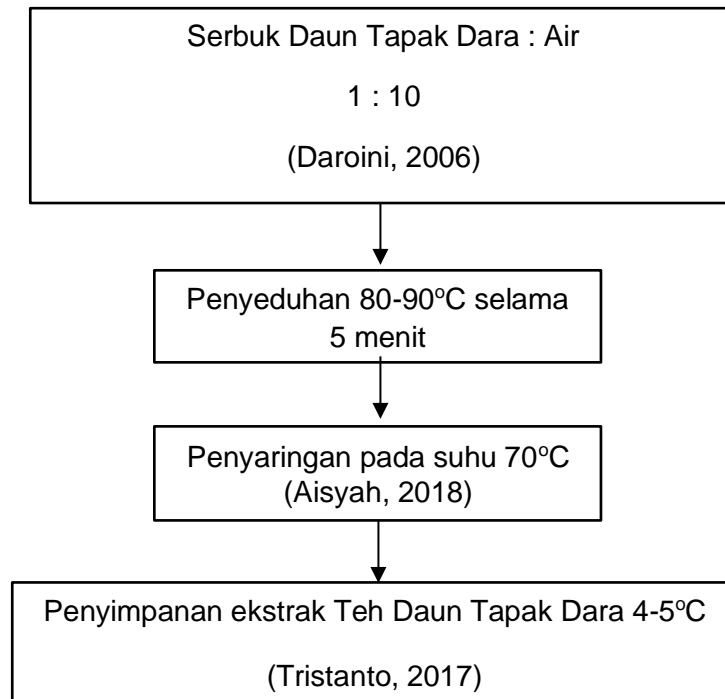 Serbuk Daun Tapak Dara : Air
1 : 10
(Daroini, 2006)
Penyeduhan 80-90°C selama
5 menit
Penyaringan pada suhu 70°C
(Aisyah, 2018)
Penyimpanan ekstrak Teh Daun Tapak Dara 4-5°C
(Tristanto, 2017)